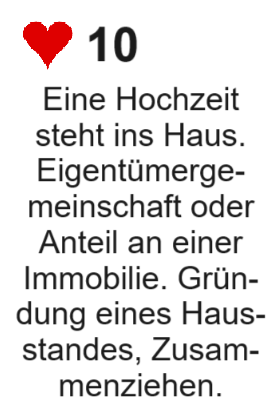 10
Eine Hochzeit
steht ins Haus.
Eigentümerge-
meinschaft oder
Anteil an einer
Immobilie. Grün-
dung eines Haus-
standes, Zusam-
menziehen.